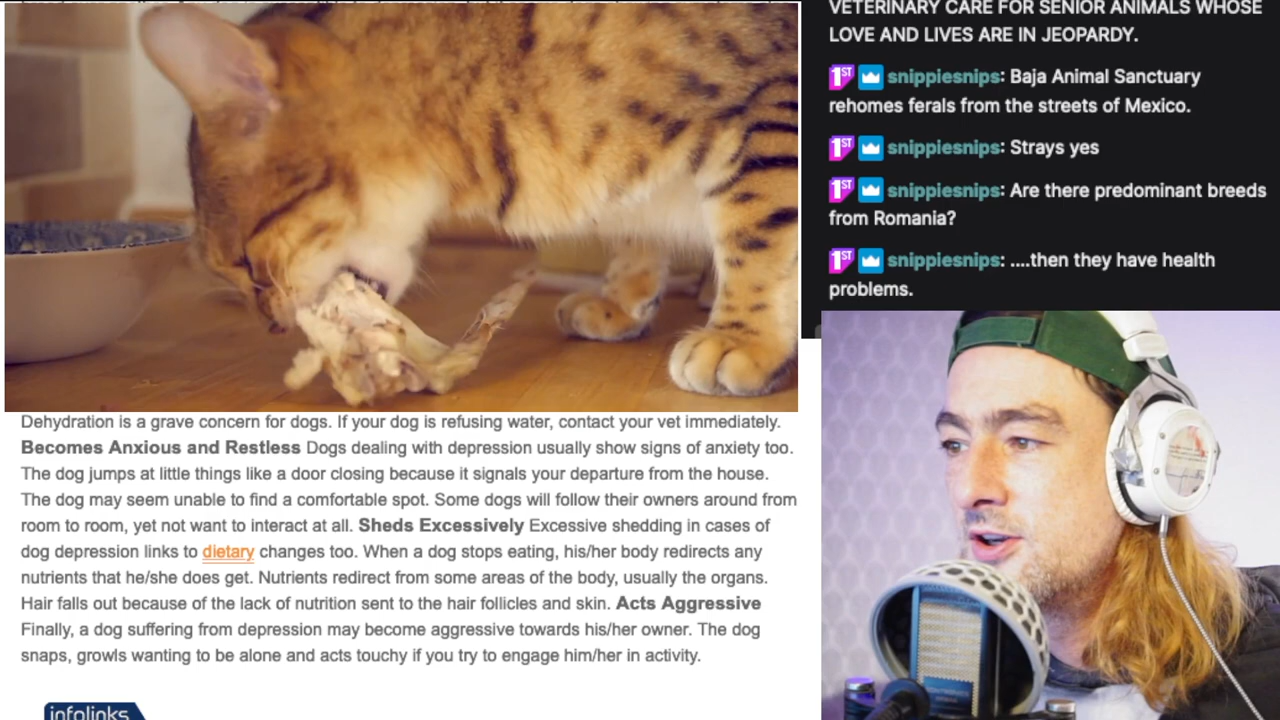 Dehydration is a grave concern for dogs. If your dog is refusing water, contact your vet immediately.
Becomes Anxious and Restless Dogs dealing with depression usually show signs of anxiety too.
The dog jumps at little things like a door closing because it signals your departure from the house.
The dog may seem unable to find a comfortable spot. Some dogs will follow their owners around from
room to room, yet not want to interact at all. Sheds Excessively Excessive shedding in cases of
dog depression links to dietary changes too. When a dog stops eating, his/her body redirects any
nutrients that he/she does get. Nutrients redirect from some areas of the body, usually the organs.
Hair falls out because of the lack of nutrition sent to the hair follicles and skin. Acts Aggressive
Finally, a dog suffering from depression may become aggressive towards his/her owner. The dog
snaps, growls wanting to be alone and acts touchy if you try to engage him/her in activity.
infolinks
VETERINARY CARE FOR SENIOR ANIMALS WHOSE
LOVE AND LIVES ARE IN JEOPARDY.
1ST snippiesnips: Baja Animal Sanctuary
rehomes ferals from the streets of Mexico.
1ST snippiesnips: Strays yes
1ST snippiesnips: Are there predominant breeds
from Romania?
1ST snippiesnips: ....then they have health
problems.